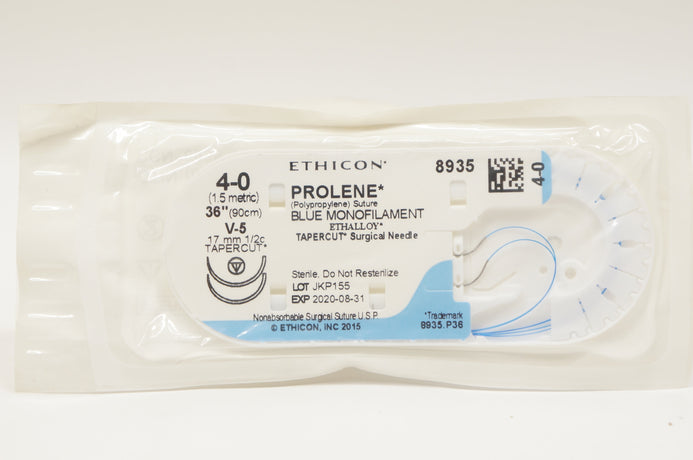 ETHICON*
8935
4-0
4-0
(1.5 metric)
36" (90cm)
V-5
17 mm 1/2c
TAPERCUT*
PROLENE*
(Polypropylene) Suture
BLUE MONOFILAMENT
ETHALLOY*
TAPERCUT* Surgical Needle
Sterile. Do Not Resterilize
LOT JKP155
EXP 2020-08-31
Nonabsorbable Surgical Suture U.S.P.
© ETHICON, INC 2015
*Trademark
8935.P36